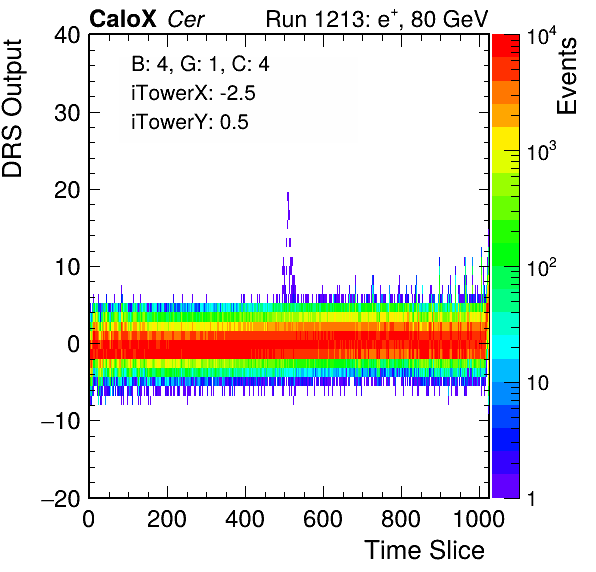 CaloX Cer Run 1213: e+, 80 GeV
B: 4, G: 1, C: 4
iTowerX: -2.5
iTowerY: 0.5
DRS Output
40
30
20
10
0
−10
−20
0 200 400 600 800 1000
Time Slice
Events
10^4
10^3
10^2
10
1